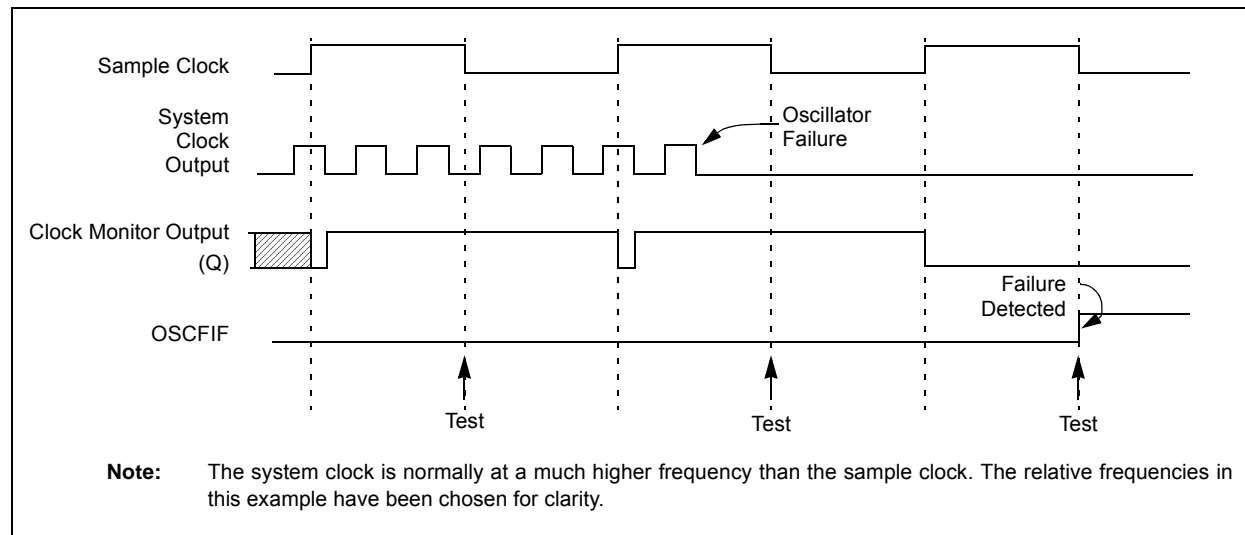 Sample Clock
System
Clock
Output
Oscillator
Failure
Clock Monitor Output
(Q)
Failure
Detected
OSCFIF
Test
Test
Test
Note: The system clock is normally at a much higher frequency than the sample clock. The relative frequencies in
this example have been chosen for clarity.